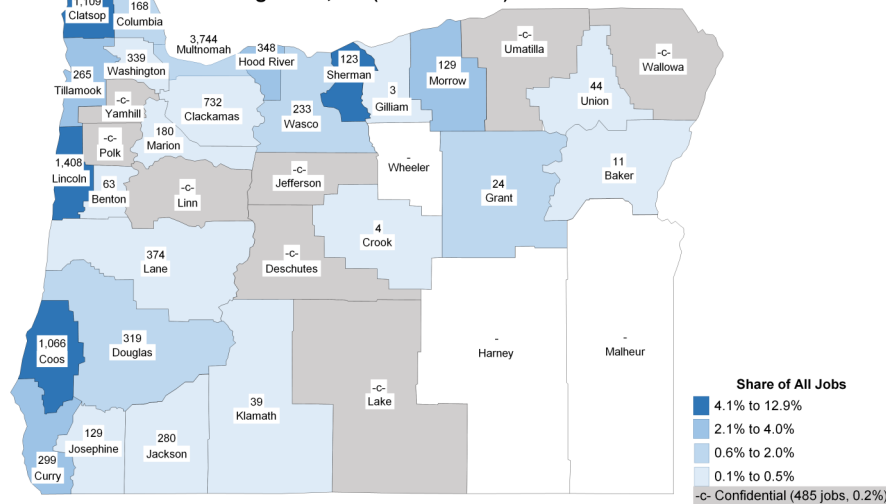 1,109
Clatsop
168
Columbia
3,744
Multnomah
348
Hood River
123
Sherman
3
Gilliam
129
Morrow
-c-
Umatilla
-c-
Wallowa
339
Washington
265
Tillamook
-c-
Yamhill
732
Clackamas
233
Wasco
44
Union
180
Marion
-c-
Polk
1,408
Lincoln
63
Benton
-c-
Linn
-c-
Jefferson
-
Wheeler
24
Grant
11
Baker
374
Lane
-c-
Deschutes
4
Crook
1,066
Coos
319
Douglas
-
Harney
-
Malheur
39
Klamath
-c-
Lake
299
Curry
129
Josephine
280
Jackson
Share of All Jobs
4.1% to 12.9%
2.1% to 4.0%
0.6% to 2.0%
0.1% to 0.5%
-c- Confidential (485 jobs, 0.2%)